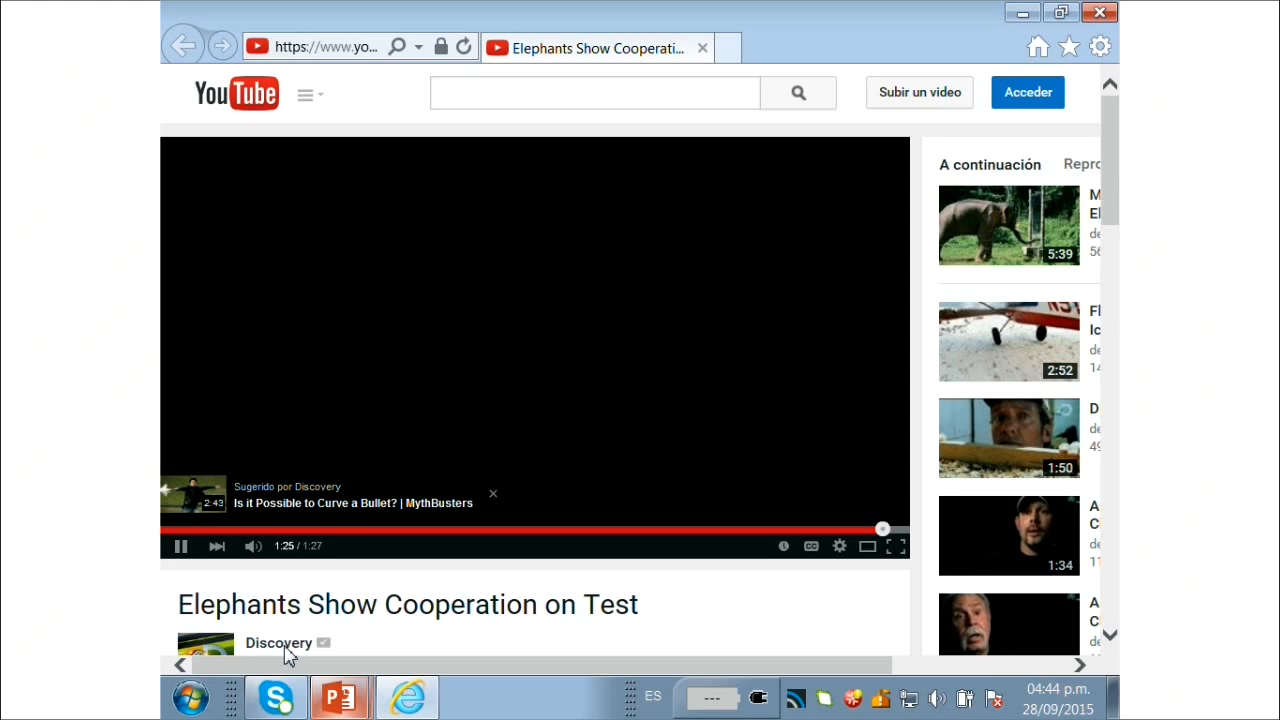 https://www.yo...
Elephants Show Cooperati...
YouTube
Subir un video
Acceder
A continuación
Repro
5:39
2:52
1:50
1:34
Sugerido por Discovery
Is it Possible to Curve a Bullet? | MythBusters
2:43
1:25 / 1:27
CC
Elephants Show Cooperation on Test
Discovery
ES
---
04:44 p.m.
28/09/2015